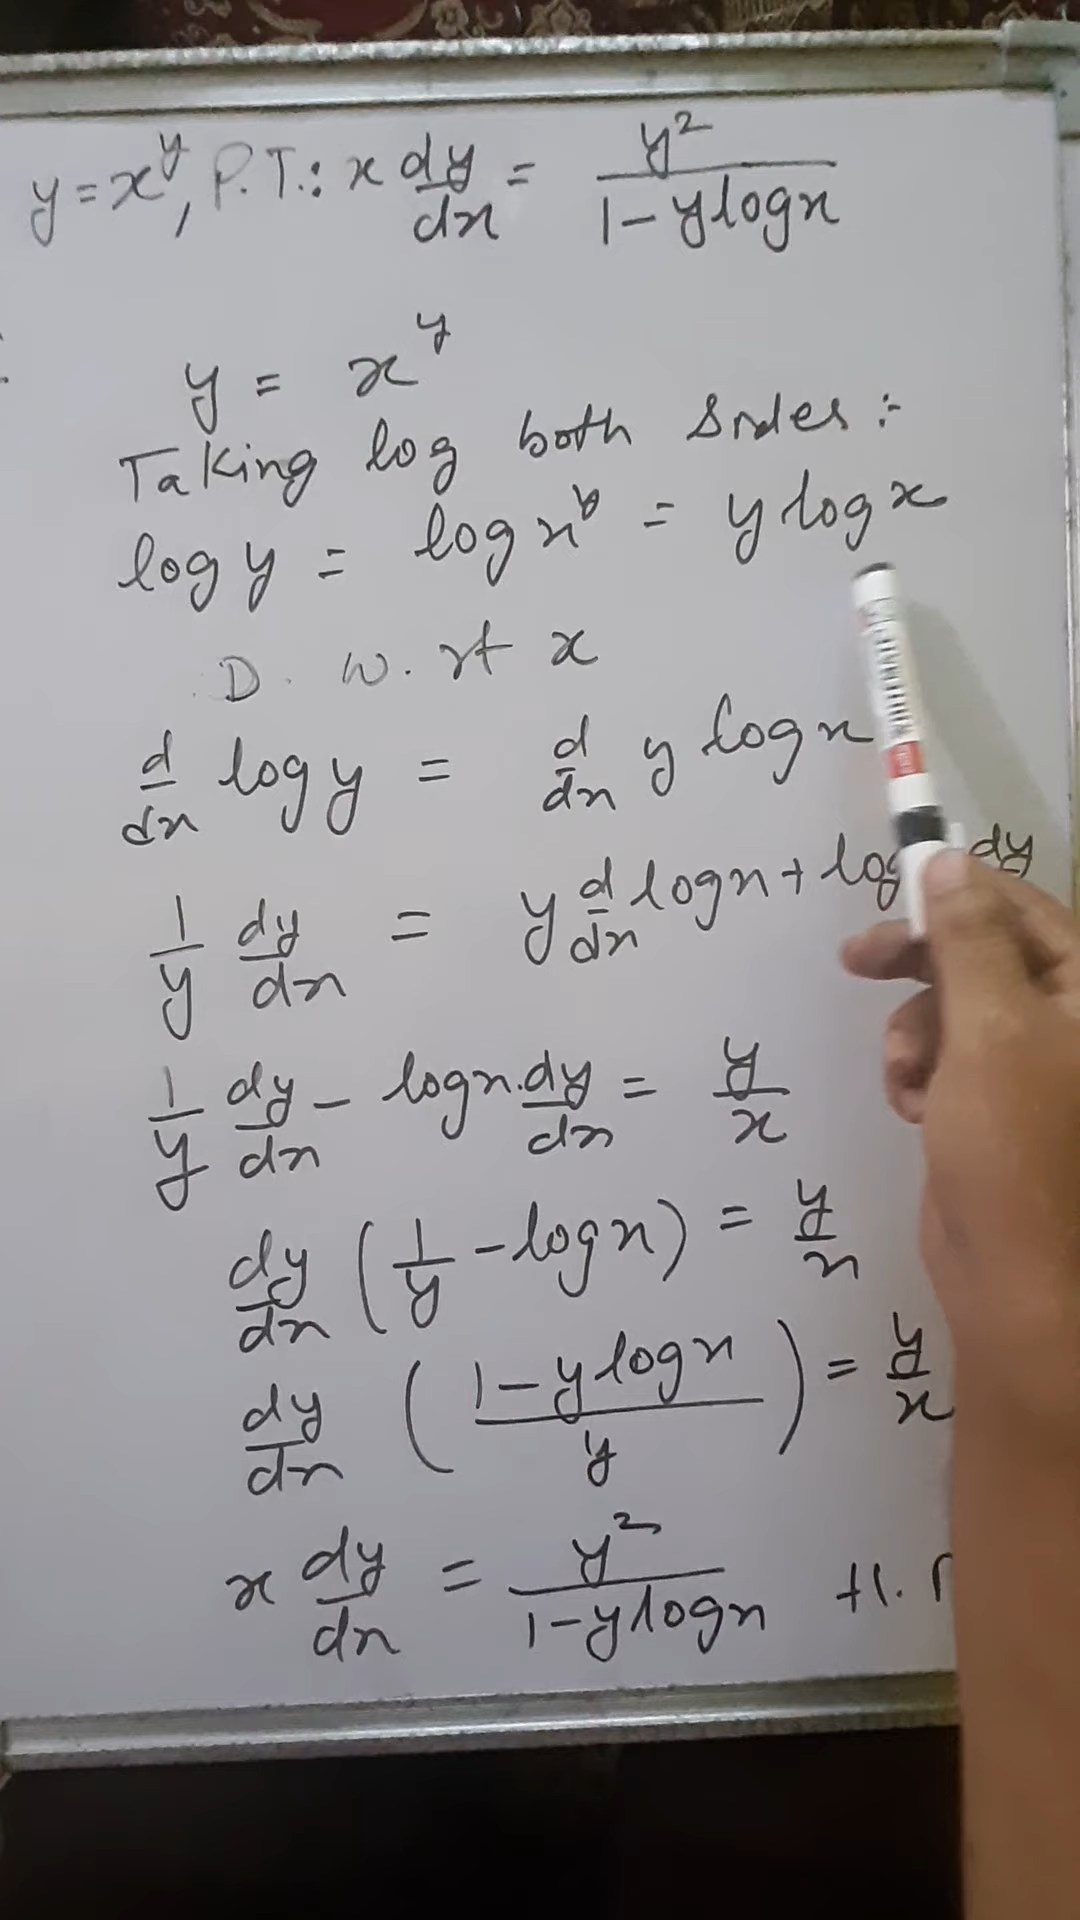 y = x^y, P.T.: x dy/dx = y²/(1 - y log x)
y = x^y
Taking log both sides :-
log y = log x^y = y log x
D. w. rt x
d/dx log y = d/dx y log x
1/y dy/dx = y d/dx log x + log dy
1/y dy/dx - log x . dy/dx = y/x
dy/dx (1/y - log x) = y/x
dy/dx ((1 - y log x)/y) = y/x
x dy/dx = y²/(1 - y log x) H.